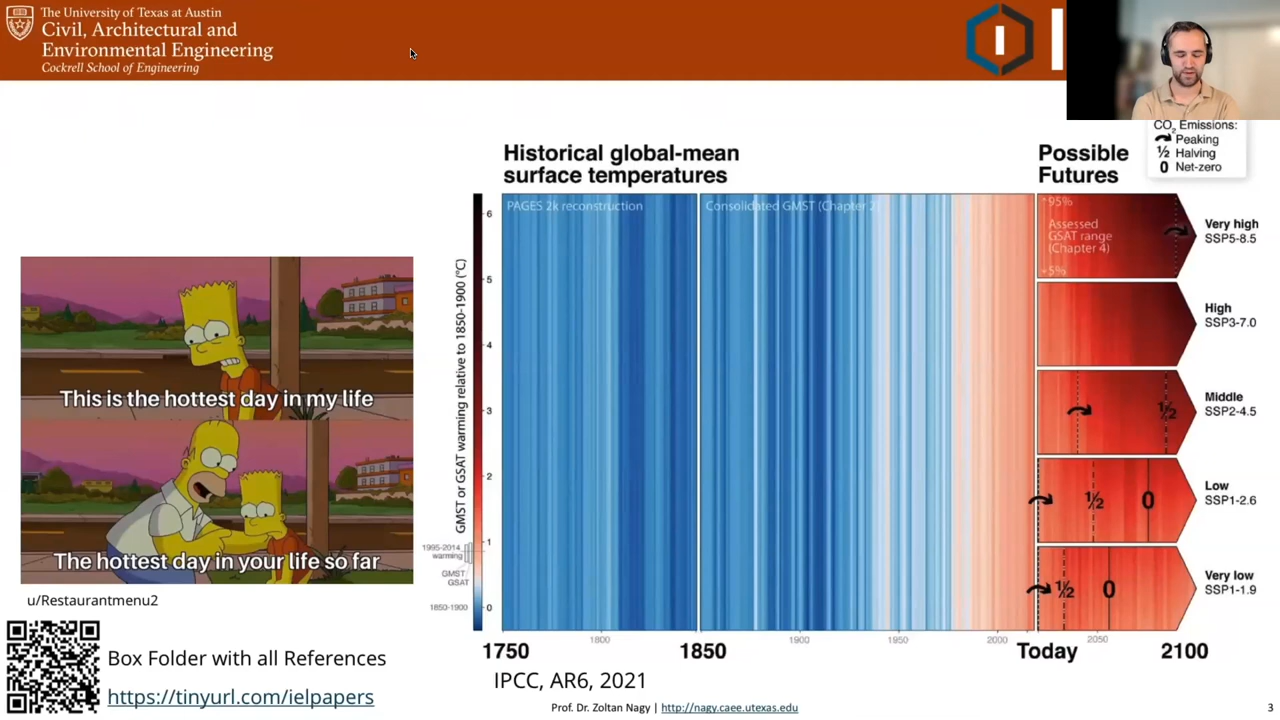 The University of Texas at Austin
Civil, Architectural and
Environmental Engineering
Cockrell School of Engineering
I
CO₂ Emissions:
Peaking
½ Halving
0 Net-zero
Historical global-mean
surface temperatures
Possible
Futures
PAGES 2k reconstruction
Consolidated GMST (Chapter 2)
95%
Assessed
GSAT range
(Chapter 4)
5%
Very high
SSP5-8.5
High
SSP3-7.0
Middle
SSP2-4.5
½
Low
SSP1-2.6
½
0
Very low
SSP1-1.9
½
0
GMST or GSAT warming relative to 1850-1900 (°C)
6
5
4
3
2
1
0
1995-2014
warming
GMST
GSAT
1850-1900
1800
1900
1950
2000
2050
1750
1850
Today
2100
This is the hottest day in my life
The hottest day in your life so far
u/Restaurantmenu2
Box Folder with all References
https://tinyurl.com/ielpapers
IPCC, AR6, 2021
Prof. Dr. Zoltan Nagy | http://nagy.caee.utexas.edu
3